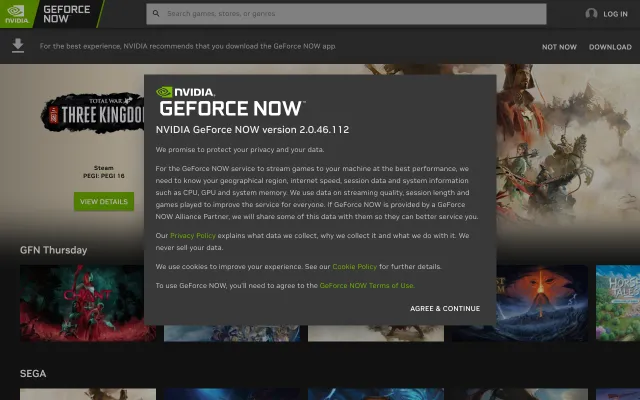 NVIDIA.
GEFORCE
NOW
Search games, stores, or genres
LOG IN
For the best experience, NVIDIA recommends that you download the GeForce NOW app.
NOT NOW
DOWNLOAD
TOTAL WAR
THREE KINGDO
Steam
PEGI: PEGI 16
VIEW DETAILS
NVIDIA.
GEFORCE NOW
NVIDIA GeForce NOW version 2.0.46.112
We promise to protect your privacy and your data.
For the GeForce NOW service to stream games to your machine at the best performance, we
need to know your geographical region, internet speed, session data and system information
such as CPU, GPU and system memory. We use data on streaming quality, session length and
games played to improve the service for everyone. If GeForce NOW is provided by a GeForce
NOW Alliance Partner, we will share some of this data with them so they can better service you.
Our Privacy Policy explains what data we collect, why we collect it and what we do with it. We
never sell your data.
We use cookies to improve your experience. See our Cookie Policy for further details.
To use GeForce NOW, you'll need to agree to the GeForce NOW Terms of Use.
AGREE & CONTINUE
GFN Thursday
HORSE
TALES
SEGA